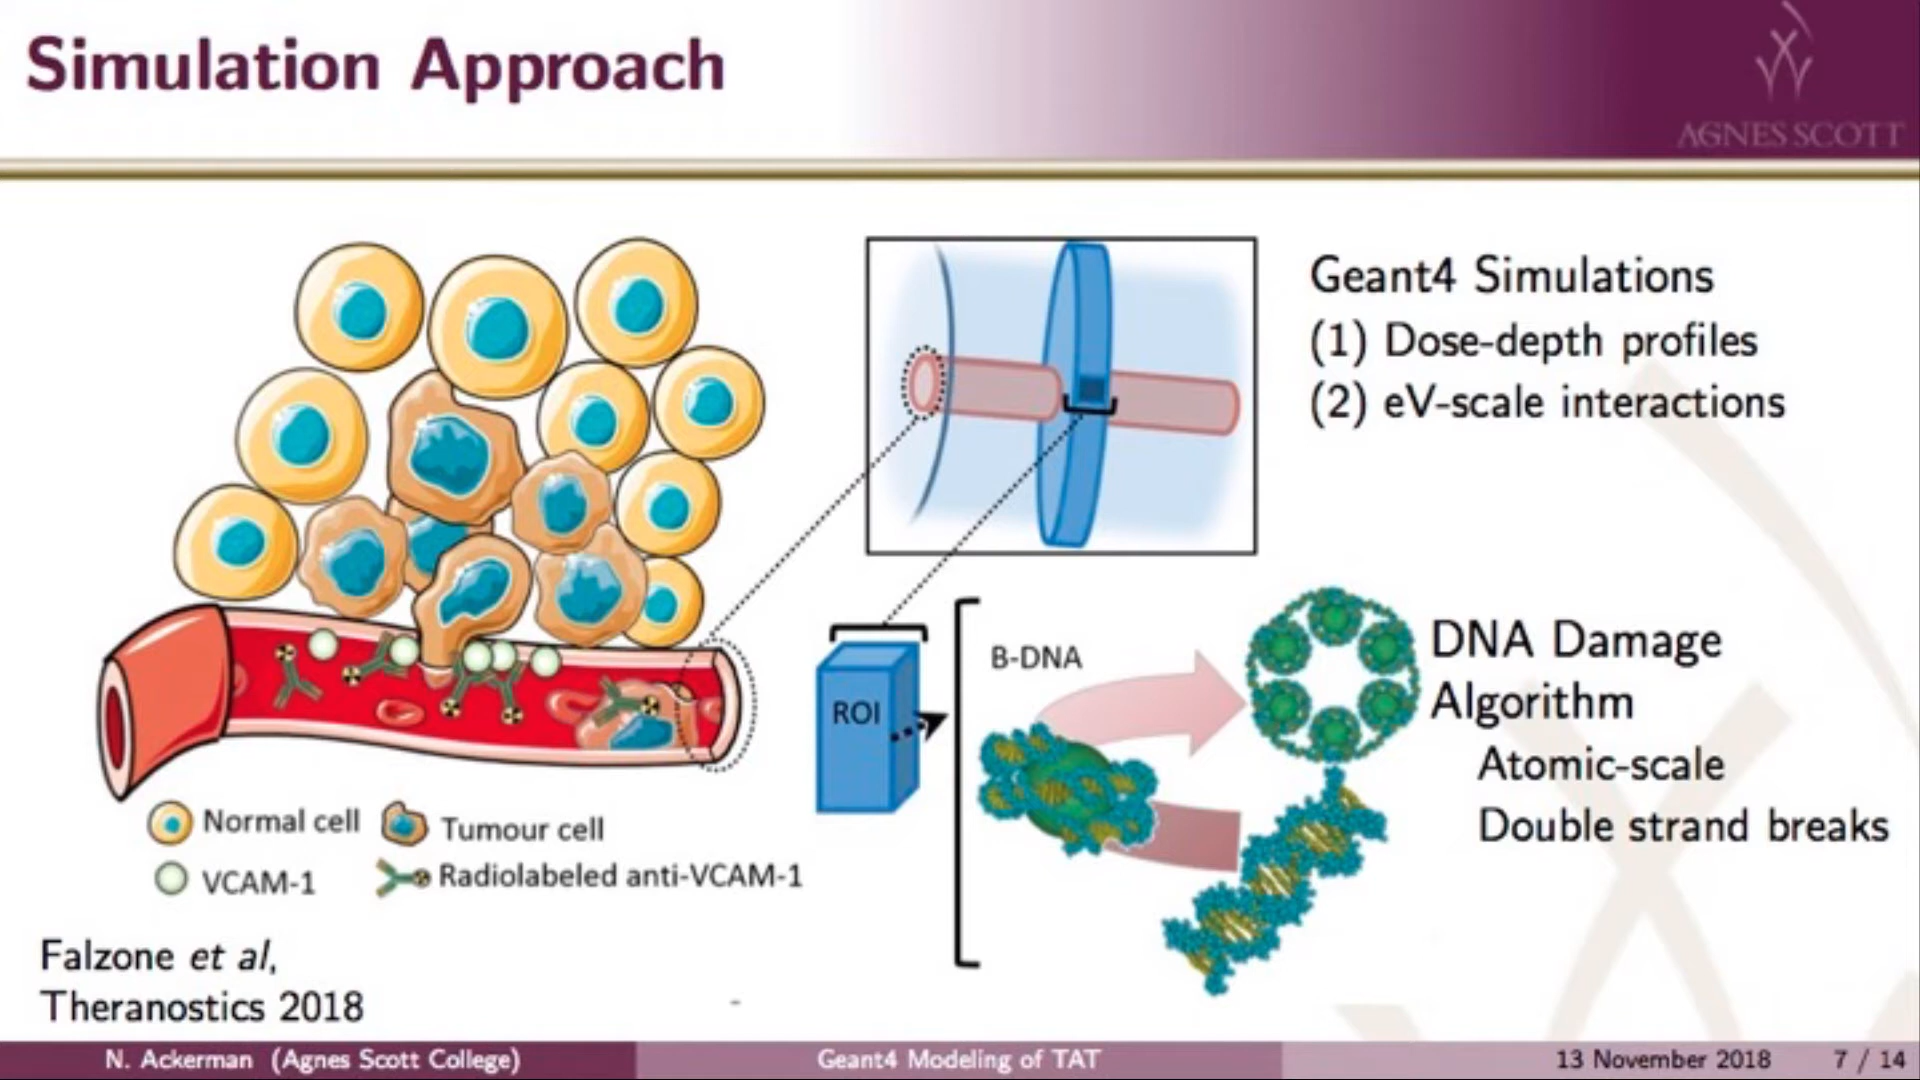 Simulation Approach
AGNES SCOTT
Geant4 Simulations
(1) Dose-depth profiles
(2) eV-scale interactions
B-DNA
ROI
DNA Damage
Algorithm
Atomic-scale
Double strand breaks
Normal cell
Tumour cell
VCAM-1
Radiolabeled anti-VCAM-1
Falzone et al,
Theranostics 2018
N. Ackerman (Agnes Scott College)
Geant4 Modeling of TAT
13 November 2018
7 / 14